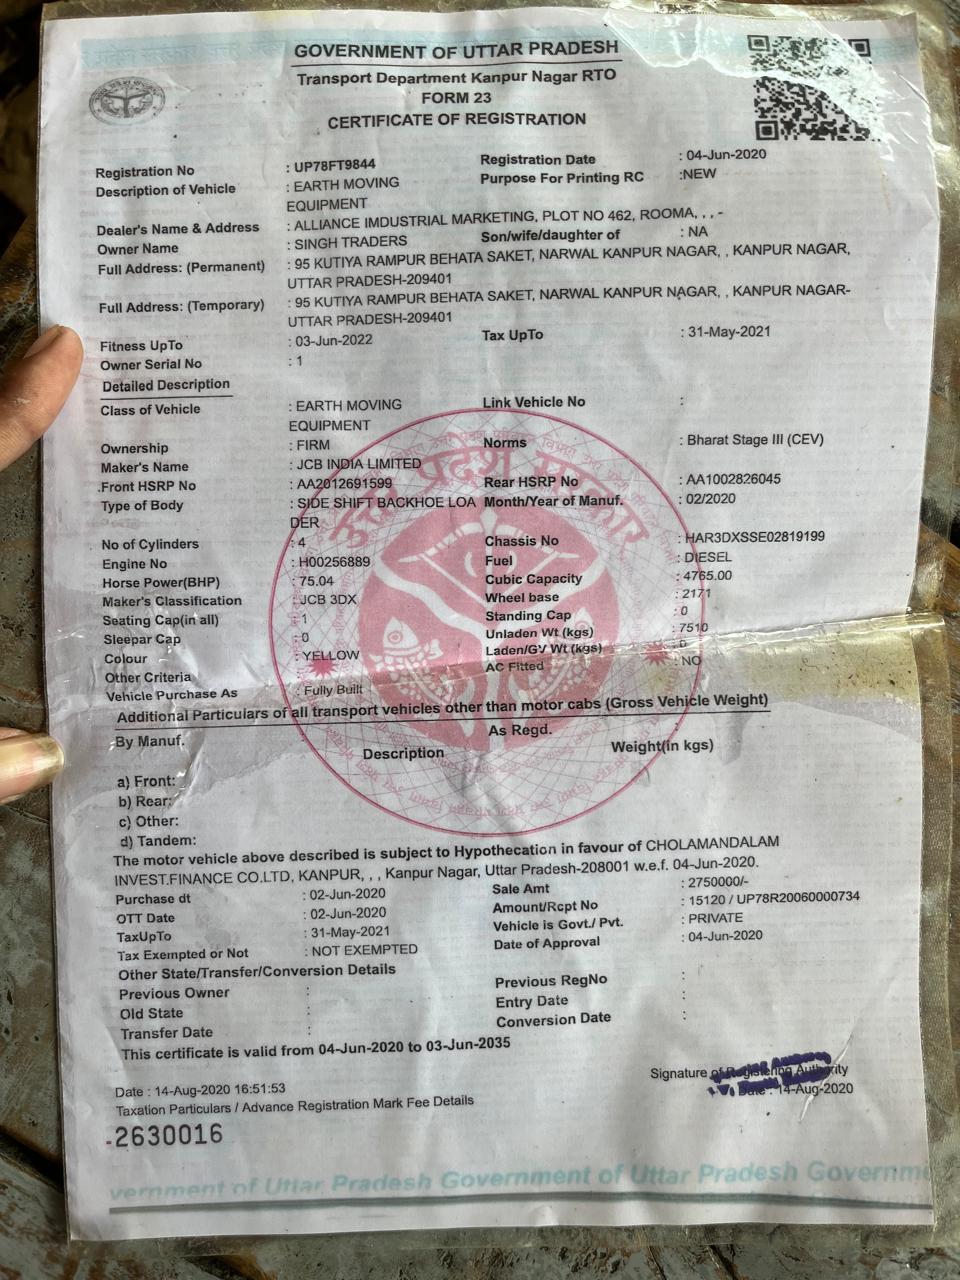 GOVERNMENT OF UTTAR PRADESH
Transport Department Kanpur Nagar RTO
FORM 23
CERTIFICATE OF REGISTRATION
Registration No : UP78FT9844 Registration Date : 04-Jun-2020
Description of Vehicle : EARTH MOVING EQUIPMENT Purpose For Printing RC :NEW
Dealer's Name & Address : ALLIANCE IMDUSTRIAL MARKETING, PLOT NO 462, ROOMA, , , -
Owner Name : SINGH TRADERS Son/wife/daughter of : NA
Full Address: (Permanent) : 95 KUTIYA RAMPUR BEHATA SAKET, NARWAL KANPUR NAGAR, , KANPUR NAGAR,
UTTAR PRADESH-209401
Full Address: (Temporary) : 95 KUTIYA RAMPUR BEHATA SAKET, NARWAL KANPUR NAGAR, , KANPUR NAGAR-
UTTAR PRADESH-209401
Fitness UpTo : 03-Jun-2022 Tax UpTo : 31-May-2021
Owner Serial No : 1
Detailed Description
Class of Vehicle : EARTH MOVING EQUIPMENT Link Vehicle No :
Ownership : FIRM Norms : Bharat Stage III (CEV)
Maker's Name : JCB INDIA LIMITED
.Front HSRP No : AA2012691599 Rear HSRP No : AA1002826045
Type of Body : SIDE SHIFT BACKHOE LOA Month/Year of Manuf. : 02/2020
DER
No of Cylinders : 4 Chassis No : HAR3DXSSE02819199
Engine No : H00256889 Fuel : DIESEL
Horse Power(BHP) : 75.04 Cubic Capacity : 4765.00
Maker's Classification : JCB 3DX Wheel base : 2171
Seating Cap(in all) : 1 Standing Cap : 0
Sleepar Cap : 0 Unladen Wt (kgs) : 7510
Colour : YELLOW Laden/GV Wt (kgs) : 0
Other Criteria AC Fitted : NO
Vehicle Purchase As : Fully Built
Additional Particulars of all transport vehicles other than motor cabs (Gross Vehicle Weight)
By Manuf. : As Regd.
Description Weight(in kgs)
a) Front:
b) Rear:
c) Other:
d) Tandem:
The motor vehicle above described is subject to Hypothecation in favour of CHOLAMANDALAM
INVEST.FINANCE CO.LTD, KANPUR, , , Kanpur Nagar, Uttar Pradesh-208001 w.e.f. 04-Jun-2020.
Purchase dt : 02-Jun-2020 Sale Amt : 2750000/-
OTT Date : 02-Jun-2020 Amount/Rcpt No : 15120 / UP78R20060000734
TaxUpTo : 31-May-2021 Vehicle is Govt./ Pvt. : PRIVATE
Tax Exempted or Not : NOT EXEMPTED Date of Approval : 04-Jun-2020
Other State/Transfer/Conversion Details
Previous Owner : Previous RegNo :
Old State : Entry Date :
Transfer Date : Conversion Date :
This certificate is valid from 04-Jun-2020 to 03-Jun-2035
Signature of Registering Authority
Date : 14-Aug-2020 16:51:53 Date : 14-Aug-2020
Taxation Particulars / Advance Registration Mark Fee Details
-2630016
vernment of Uttar Pradesh Government of Uttar Pradesh Governm